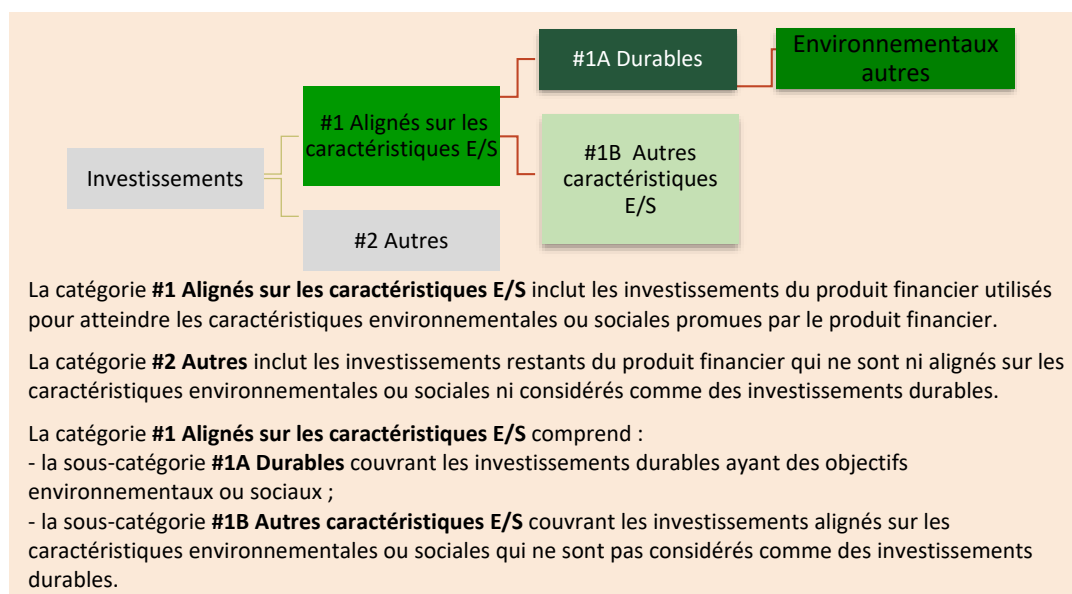 Environnementaux
autres
#1A Durables
#1 Alignés sur les
caractéristiques E/S
#1B Autres
caractéristiques
E/S
Investissements
#2 Autres
La catégorie #1 Alignés sur les caractéristiques E/S inclut les investissements du produit financier utilisés
pour atteindre les caractéristiques environnementales ou sociales promues par le produit financier.
La catégorie #2 Autres inclut les investissements restants du produit financier qui ne sont ni alignés sur les
caractéristiques environnementales ou sociales ni considérés comme des investissements durables.
La catégorie #1 Alignés sur les caractéristiques E/S comprend :
- la sous-catégorie #1A Durables couvrant les investissements durables ayant des objectifs
environnementaux ou sociaux ;
- la sous-catégorie #1B Autres caractéristiques E/S couvrant les investissements alignés sur les
caractéristiques environnementales ou sociales qui ne sont pas considérés comme des investissements
durables.